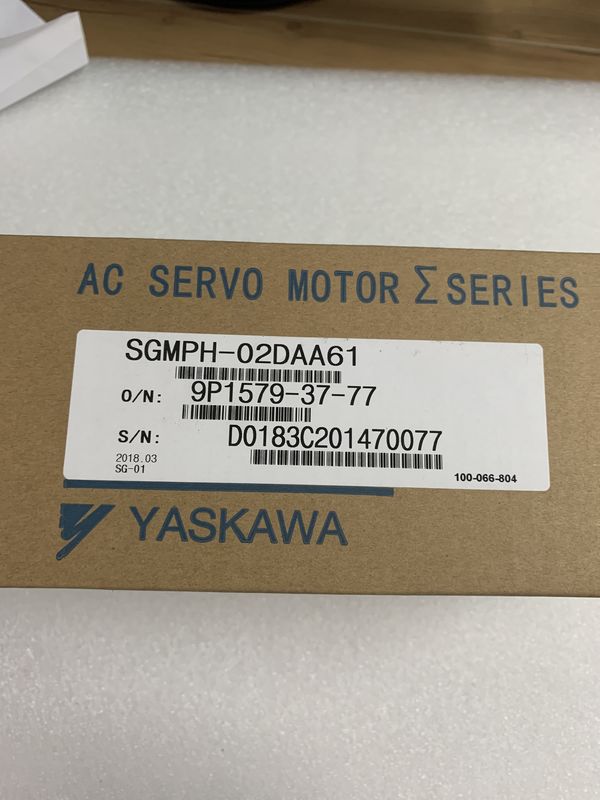 AC SERVO MOTOR Σ SERIES
SGMPH-02DAA61
O/N: 9P1579-37-77
S/N: D0183C201470077
2018.03
SG-01
100-066-804
YASKAWA